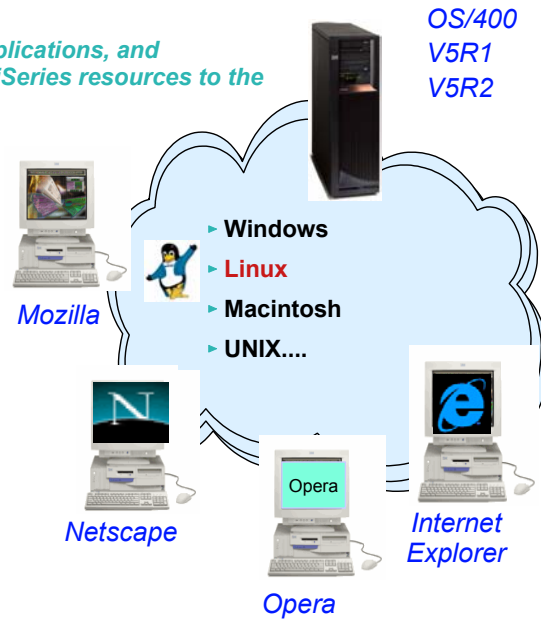 OS/400
V5R1
V5R2
plications, and
iSeries resources to the
► Windows
► Linux
► Macintosh
► UNIX....
Mozilla
N
Netscape
Opera
Opera
Internet
Explorer